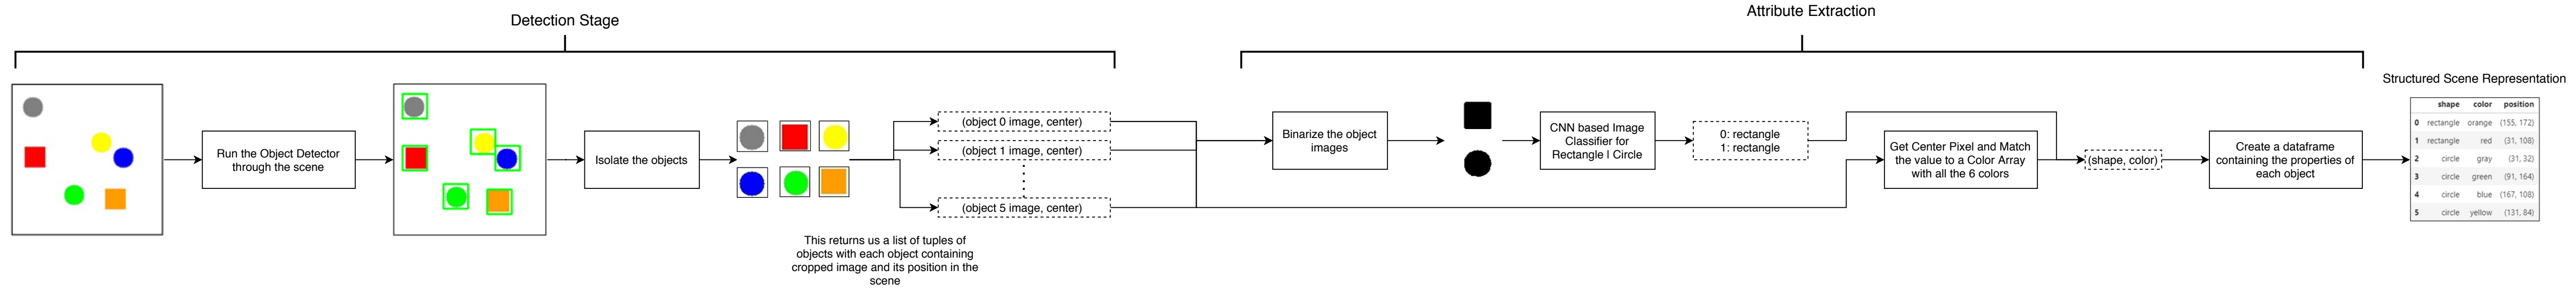 Detection Stage
Attribute Extraction
Run the Object Detector
through the scene
Isolate the objects
(object 0 image, center)
(object 1 image, center)
(object 5 image, center)
This returns us a list of tuples of
objects with each object containing
cropped image and its position in the
scene
Binarize the object
images
CNN based Image
Classifier for
Rectangle | Circle
0: rectangle
1: rectangle
Get Center Pixel and Match
the value to a Color Array
with all the 6 colors
(shape, color)
Create a dataframe
containing the properties of
each object
Structured Scene Representation
shape color position
0 rectangle orange (155, 172)
1 rectangle red (31, 108)
2 circle gray (31, 32)
3 circle green (91, 164)
4 circle blue (167, 108)
5 circle yellow (131, 84)